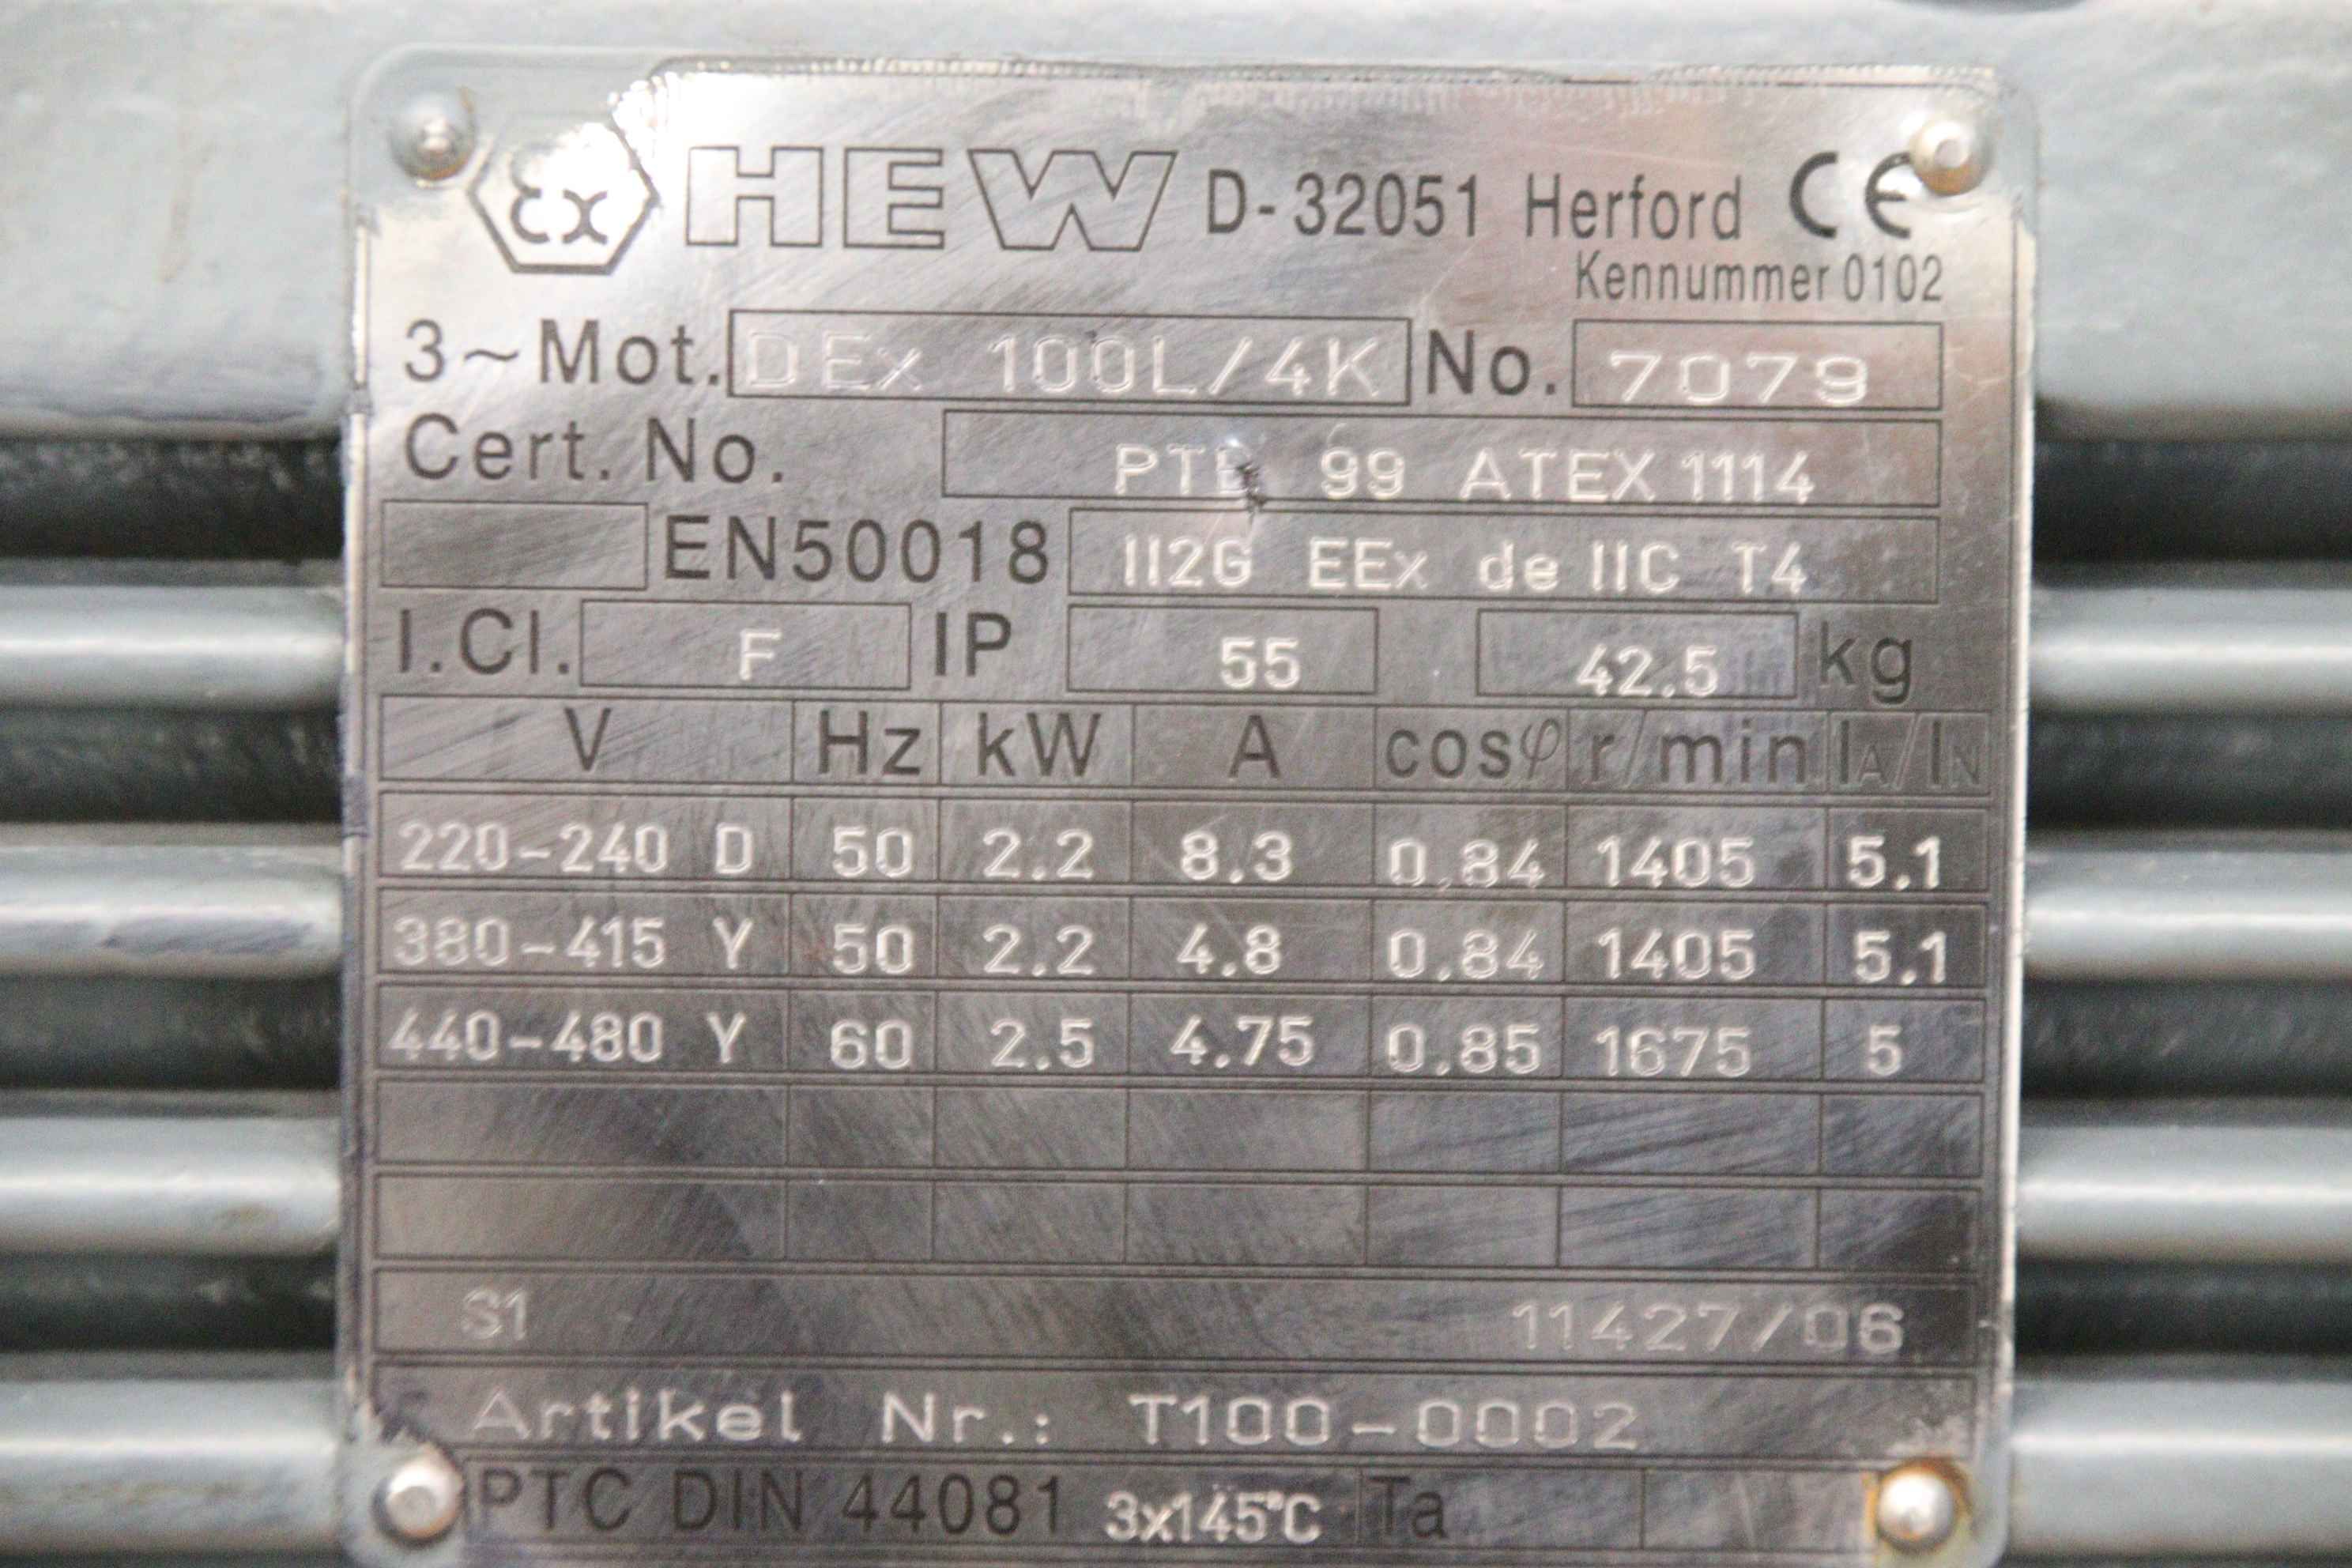 Ex HEW D-32051 Herford CE
Kennummer 0102
3~Mot. DEx 100L/4K No. 7079
Cert. No. PTB 99 ATEX 1114
EN50018 II2G EEx de IIC T4
I.Cl. F IP 55 42.5 kg
V Hz kW A cosφ r/min IA/IN
220-240 D 50 2.2 8.3 0.84 1405 5.1
380-415 Y 50 2.2 4.8 0.84 1405 5.1
440-480 Y 60 2.5 4.75 0.85 1675 5
S1 11427/06
Artikel Nr.: T100-0002
PTC DIN 44081 3x145°C Ta